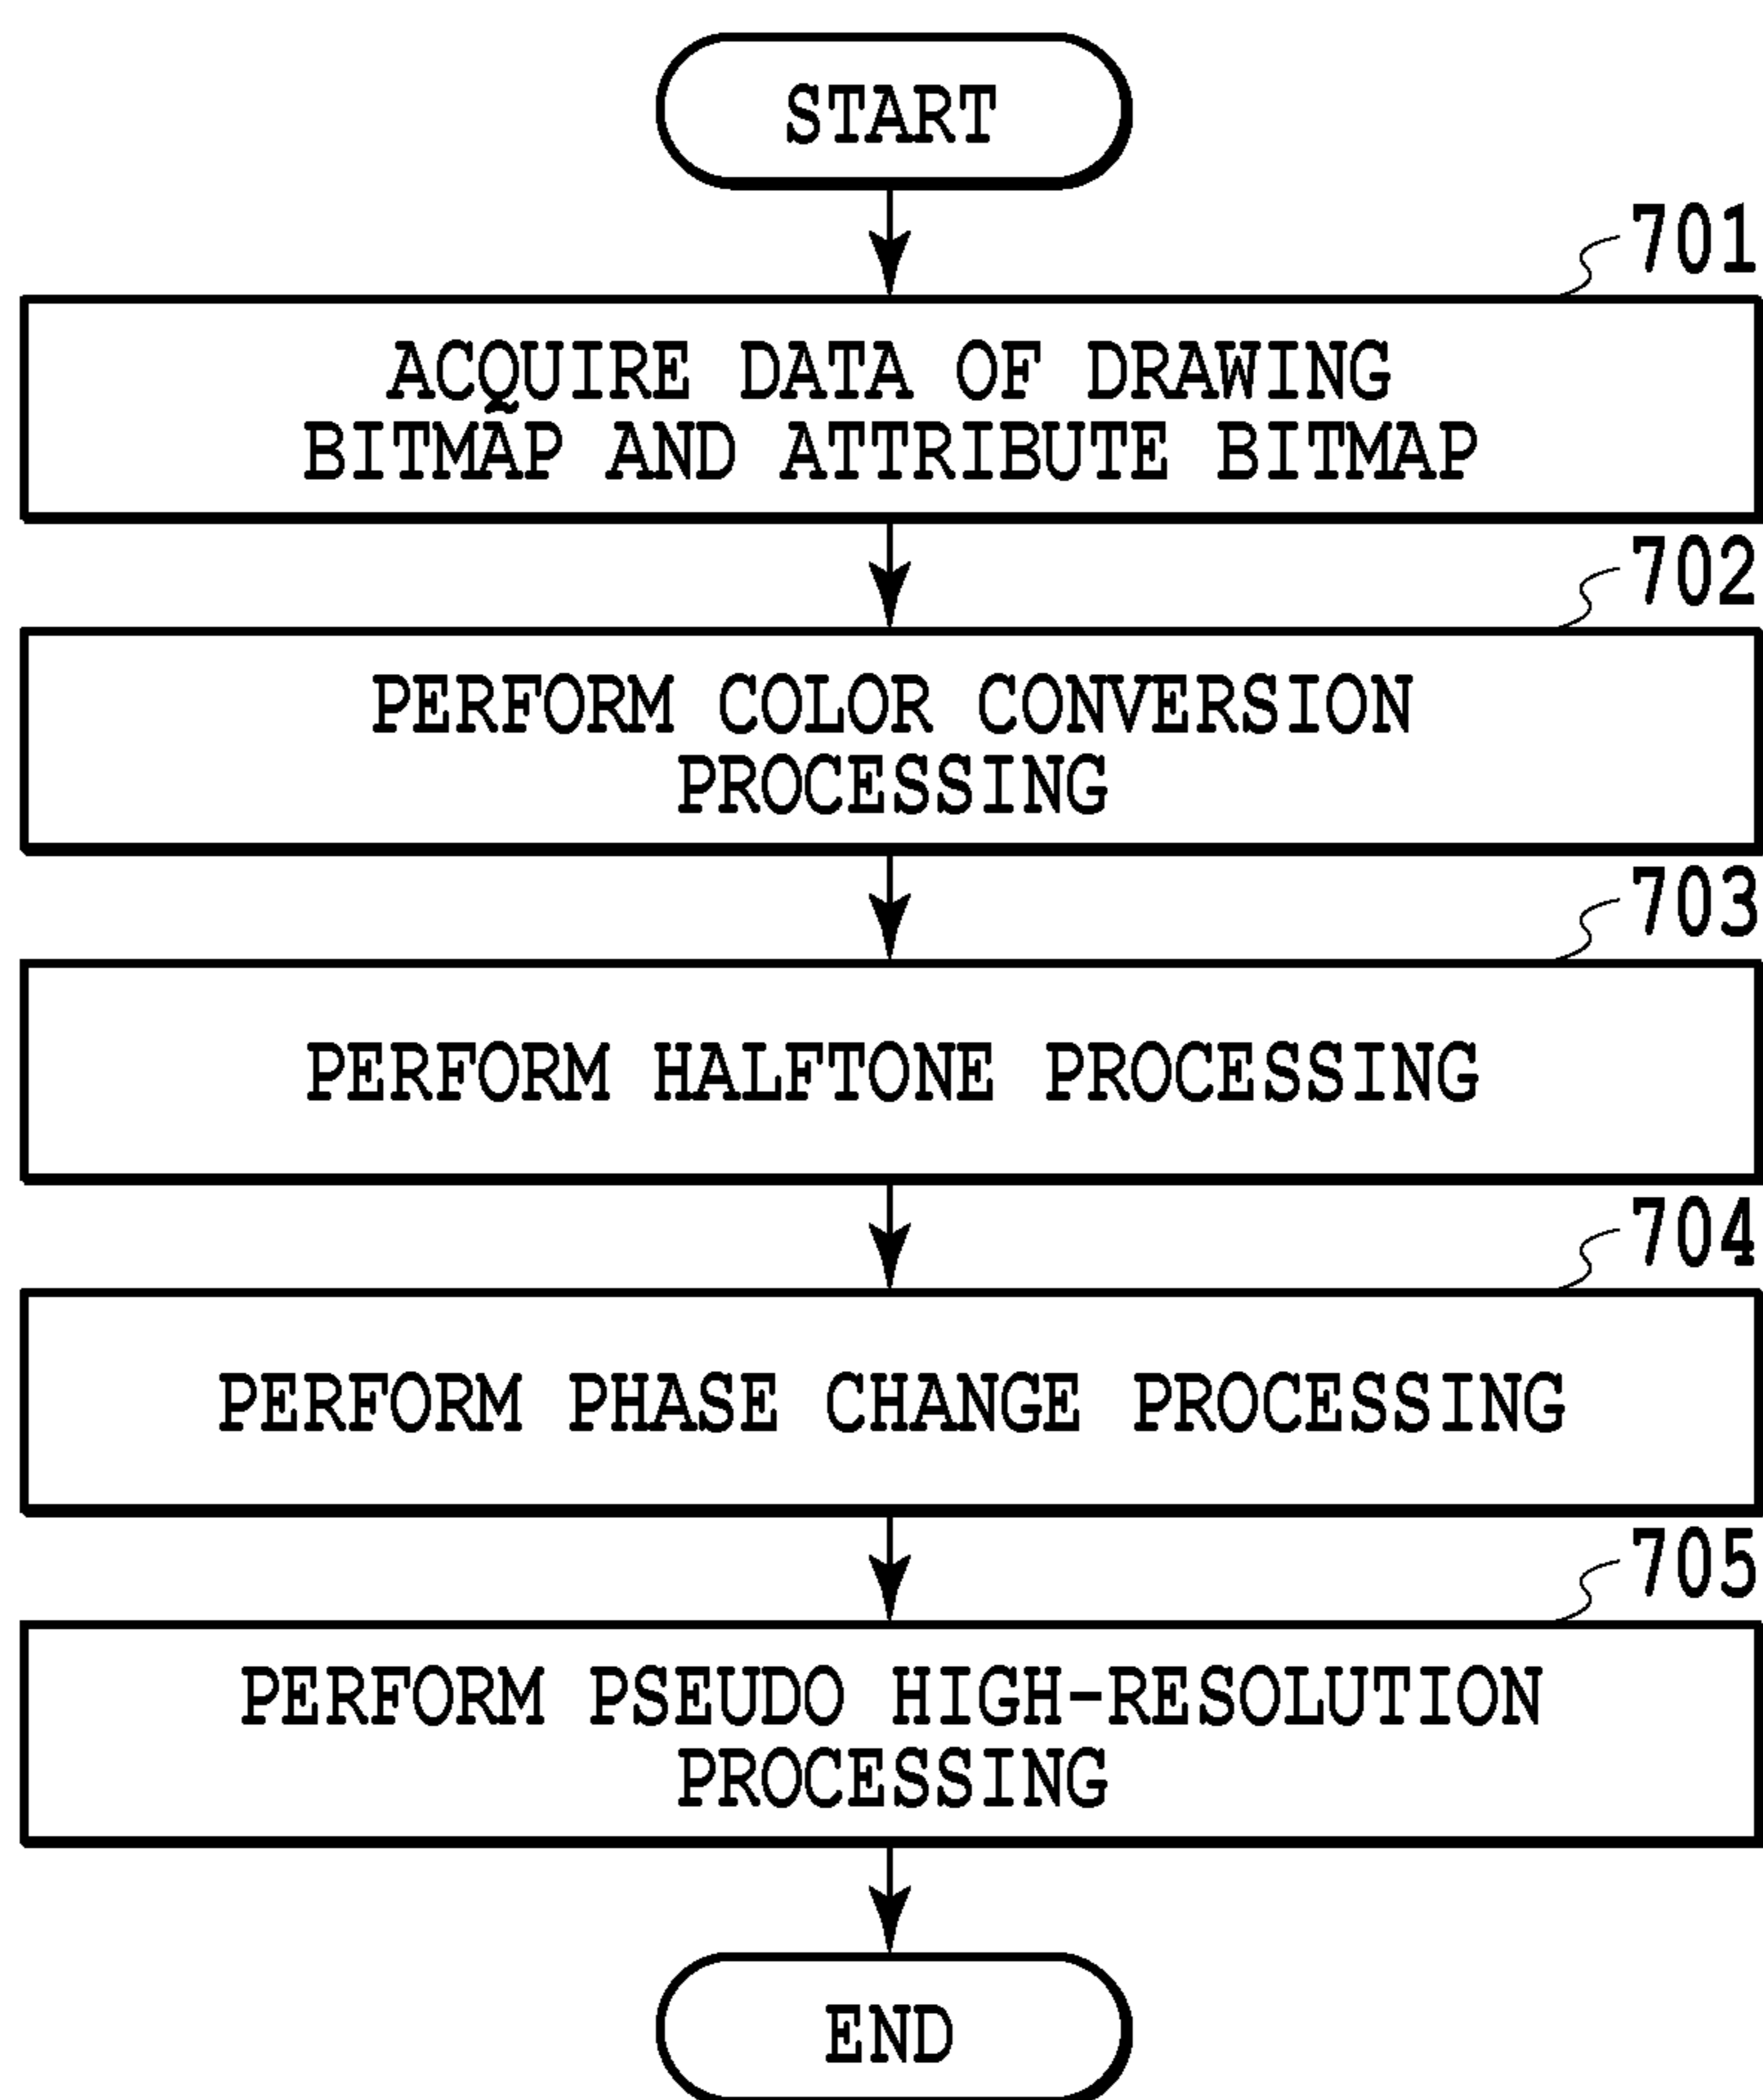 START
701
ACQUIRE DATA OF DRAWING
BITMAP AND ATTRIBUTE BITMAP
702
PERFORM COLOR CONVERSION
PROCESSING
703
PERFORM HALFTONE PROCESSING
704
PERFORM PHASE CHANGE PROCESSING
705
PERFORM PSEUDO HIGH-RESOLUTION
PROCESSING
END